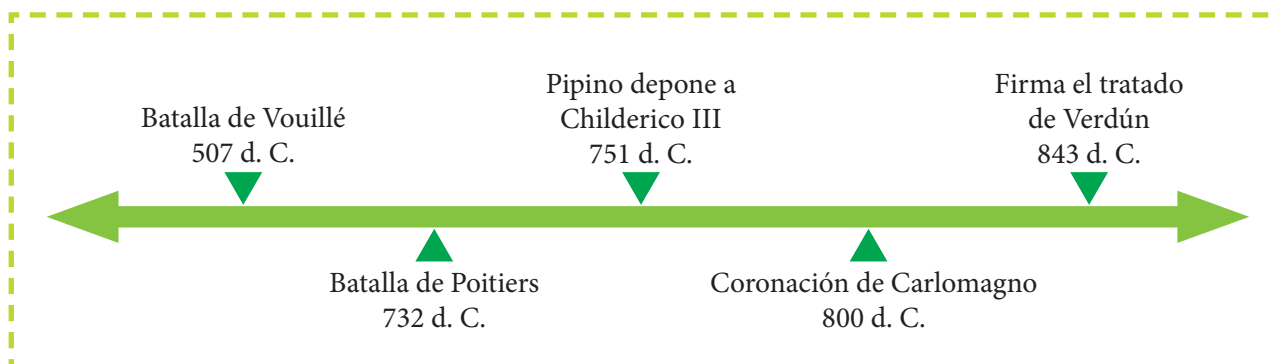 Batalla de Vouillé
507 d. C.
Batalla de Poitiers
732 d. C.
Pipino depone a
Childerico III
751 d. C.
Coronación de Carlomagno
800 d. C.
Firma el tratado
de Verdún
843 d. C.